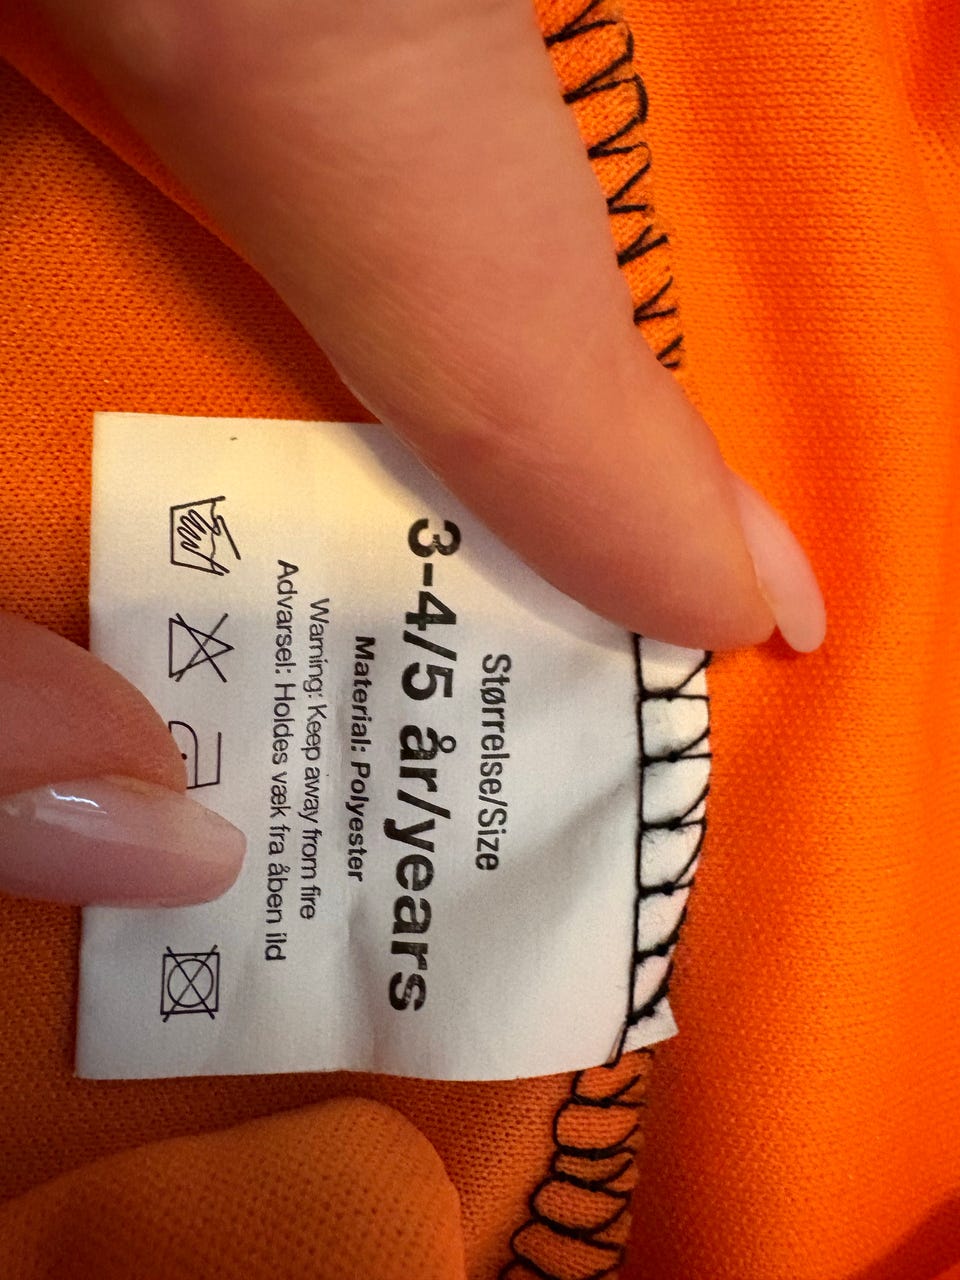 Størrelse/Size
3-4/5 år/years
Material: Polyester
Warning: Keep away from fire
Advarsel: Holdes væk fra åben ild